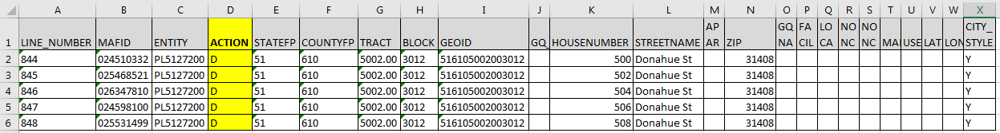 A B C D E F G H I J K L M N O P Q R S T U V W X
1 LINE_NUMBER MAFID ENTITY ACTION STATEFP COUNTYFP TRACT BLOCK GEOID GQ_ HOUSENUMBER STREETNAME AP AR ZIP GQ NA FA CIL LO CA NO NC NO NC MAI USE LAT LON CITY_ STYLE
2 844 024510332 PL5127200 D 51 610 5002.00 3012 516105002003012 500 Donahue St 31408 Y
3 845 025468521 PL5127200 D 51 610 5002.00 3012 516105002003012 502 Donahue St 31408 Y
4 846 026347810 PL5127200 D 51 610 5002.00 3012 516105002003012 504 Donahue St 31408 Y
5 847 024598100 PL5127200 D 51 610 5002.00 3012 516105002003012 506 Donahue St 31408 Y
6 848 025531499 PL5127200 D 51 610 5002.00 3012 516105002003012 508 Donahue St 31408 Y